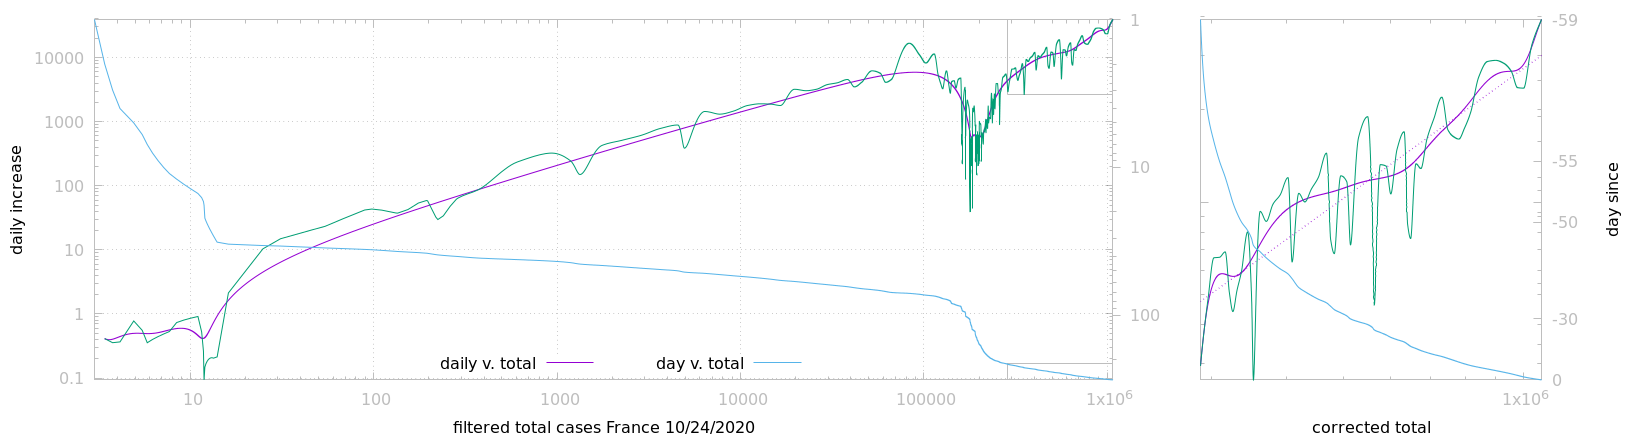 daily increase
10000
1000
100
10
1
0.1
10
100
1000
10000
100000
1x10⁶
1
10
100
daily v. total
day v. total
filtered total cases France 10/24/2020
-59
-55
-50
-30
0
day since
1x10⁶
corrected total